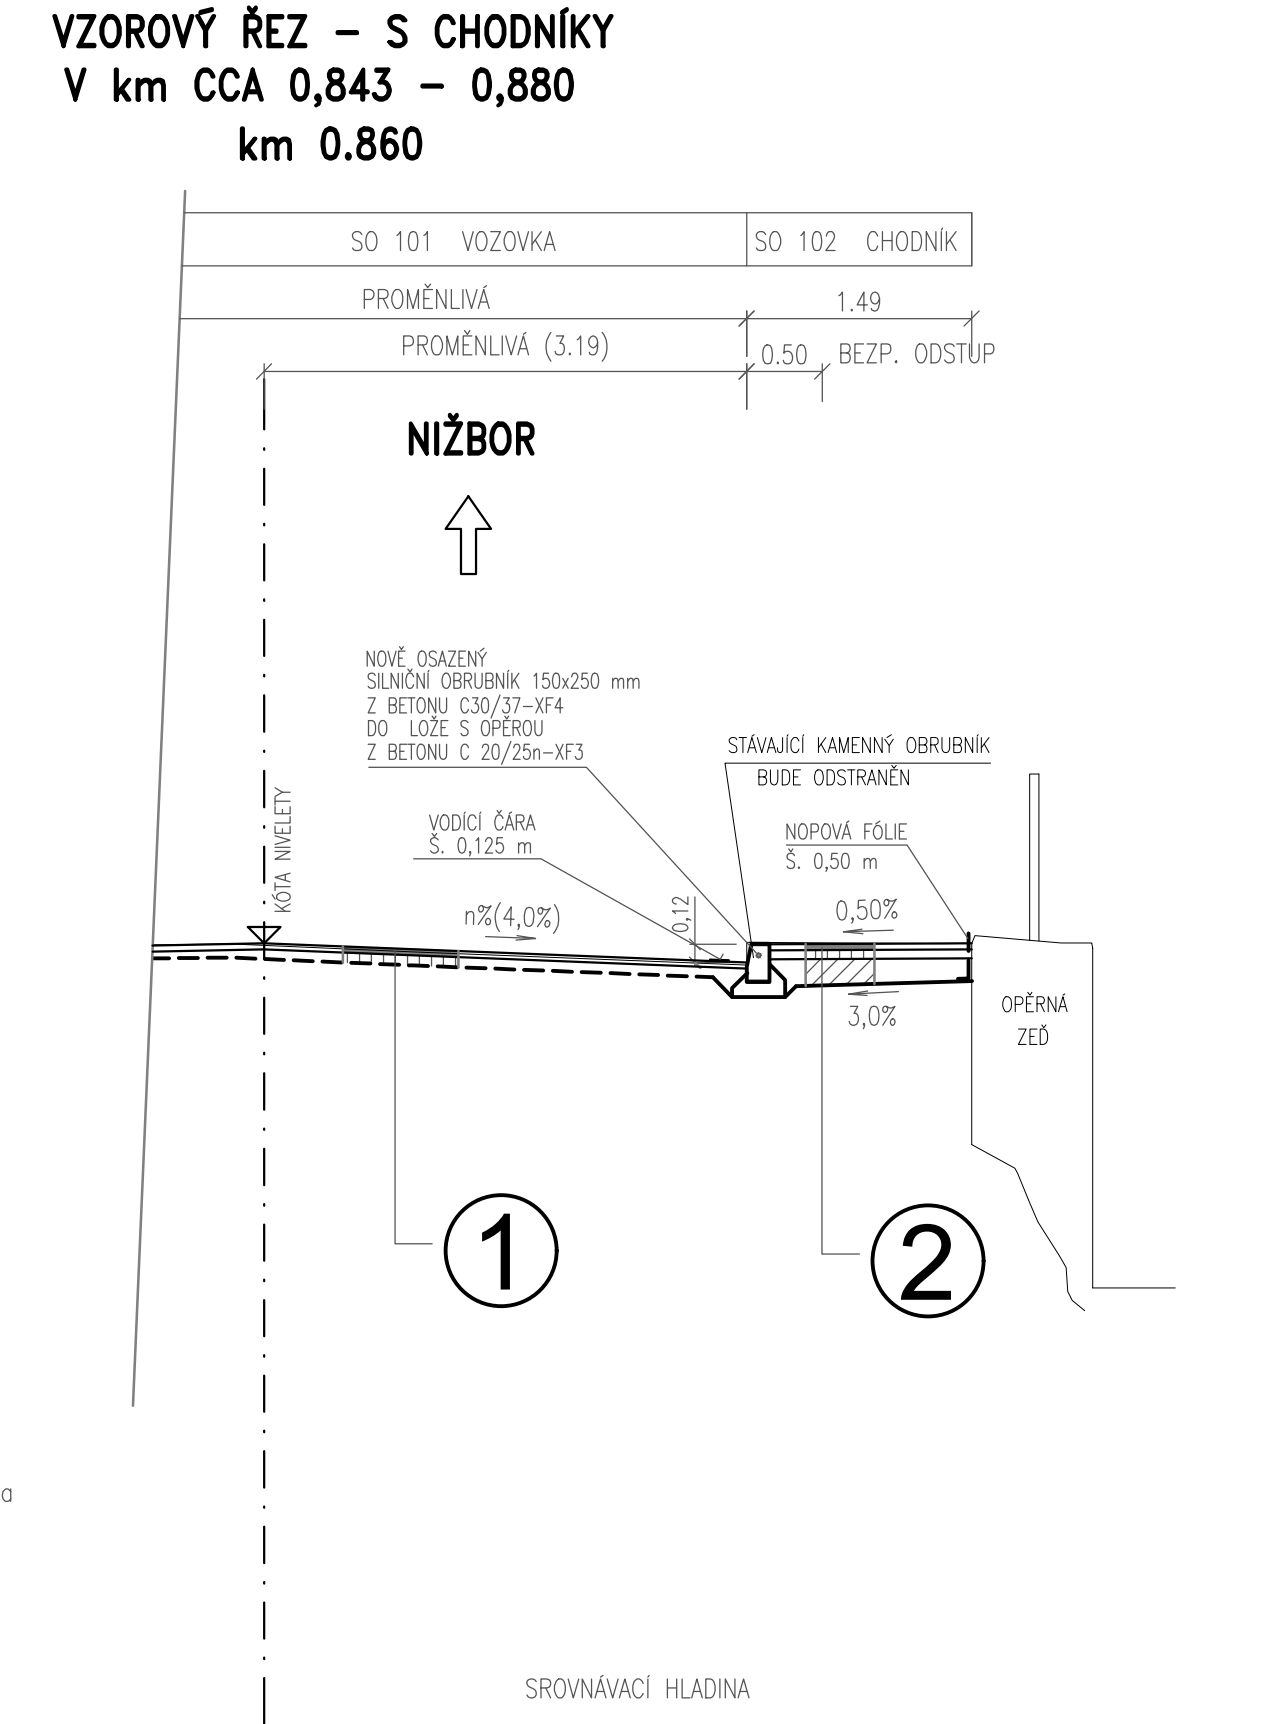 VZOROVÝ ŘEZ – S CHODNÍKY
V km CCA 0,843 – 0,880
km 0.860
SO 101 VOZOVKA
SO 102 CHODNÍK
PROMĚNLIVÁ
1.49
PROMĚNLIVÁ (3.19)
0.50
BEZP. ODSTUP
NIŽBOR
NOVĚ OSAZENÝ
SILNIČNÍ OBRUBNÍK 150x250 mm
Z BETONU C30/37–XF4
DO LOŽE S OPĚROU
Z BETONU C 20/25n–XF3
STÁVAJÍCÍ KAMENNÝ OBRUBNÍK
BUDE ODSTRANĚN
KÓTA NIVELETY
VODÍCÍ ČÁRA
Š. 0,125 m
NOPOVÁ FÓLIE
Š. 0,50 m
n%(4,0%)
0,12
0,50%
3,0%
OPĚRNÁ
ZEĎ
1
2
a
SROVNÁVACÍ HLADINA